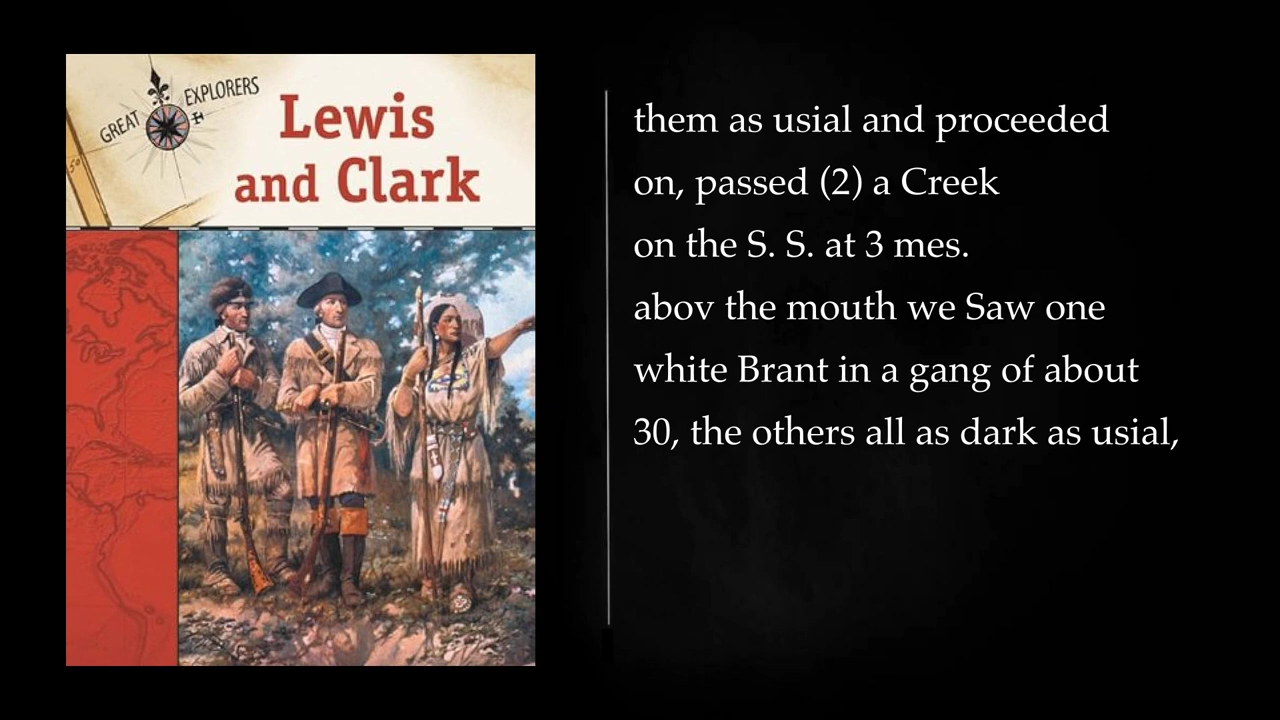 GREAT EXPLORERS
Lewis
and Clark
50
them as usial and proceeded
on, passed (2) a Creek
on the S. S. at 3 mes.
abov the mouth we Saw one
white Brant in a gang of about
30, the others all as dark as usial,